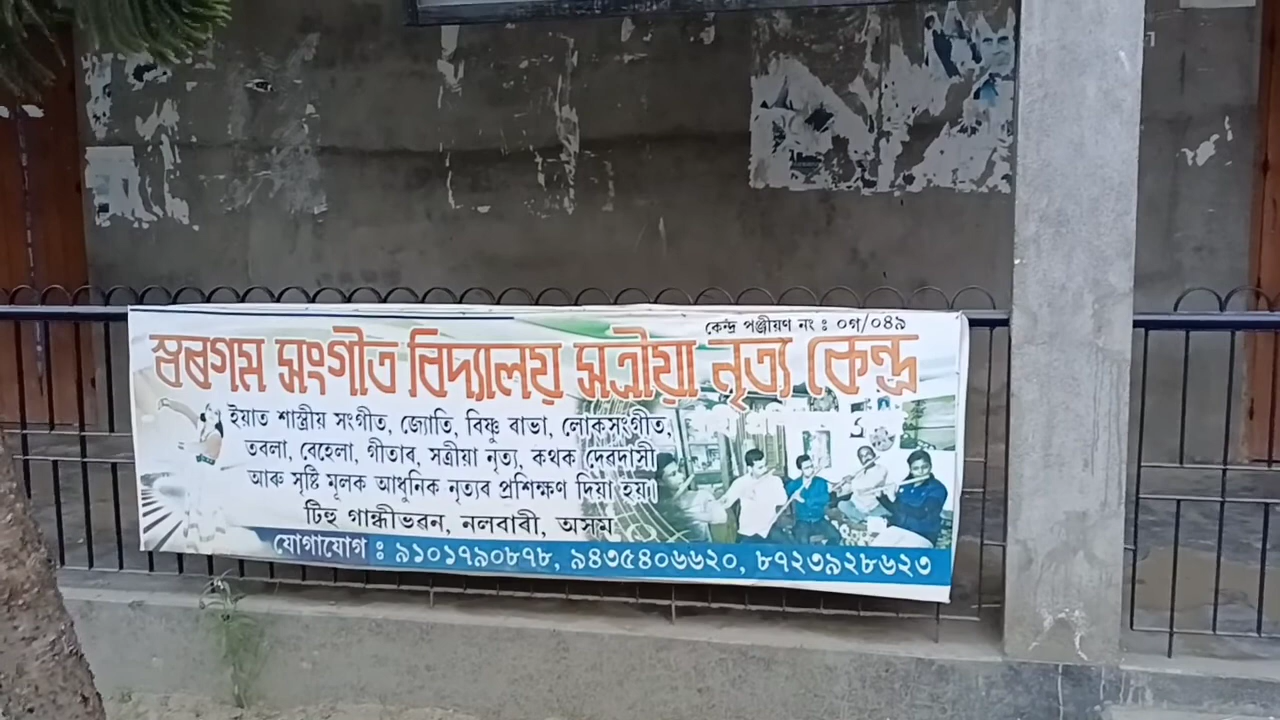 কেন্দ্ৰ পঞ্জীয়ণ নং ঃ ০গ/০৪৯
স্বৰগম সংগীত বিদ্যালয় সত্ৰীয়া নৃত্য কেন্দ্ৰ
ইয়াত শাস্ত্ৰীয় সংগীত, জ্যোতি, বিষ্ণু ৰাভা, লোকসংগীত,
তবলা, বেহেলা, গীতাৰ, সত্ৰীয়া নৃত্য, কথক দেৱদাসী
আৰু সৃষ্টি মূলক আধুনিক নৃত্যৰ প্ৰশিক্ষণ দিয়া হয়।
টিহু গান্ধীভৱন, নলবাৰী, অসম
যোগাযোগ ঃ ৯১০১৭৯০৮৭৮, ৯৪৩৫৪০৬৬২০, ৮৭২৩৯২৮৬২৩